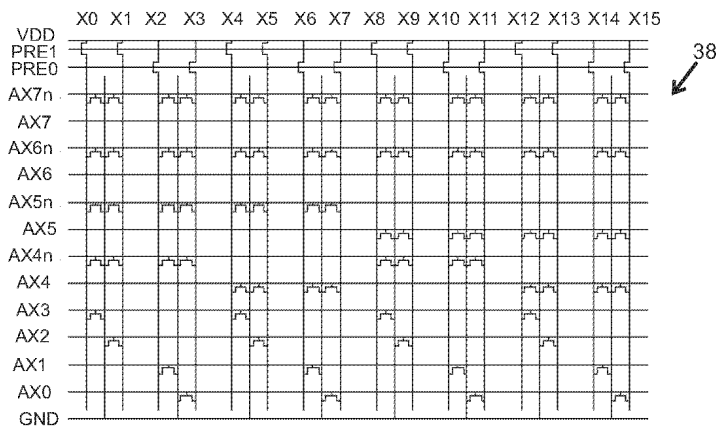 X0 X1 X2 X3 X4 X5 X6 X7 X8 X9 X10 X11 X12 X13 X14 X15
VDD
PRE1
PRE0
38
AX7n
AX7
AX6n
AX6
AX5n
AX5
AX4n
AX4
AX3
AX2
AX1
AX0
GND